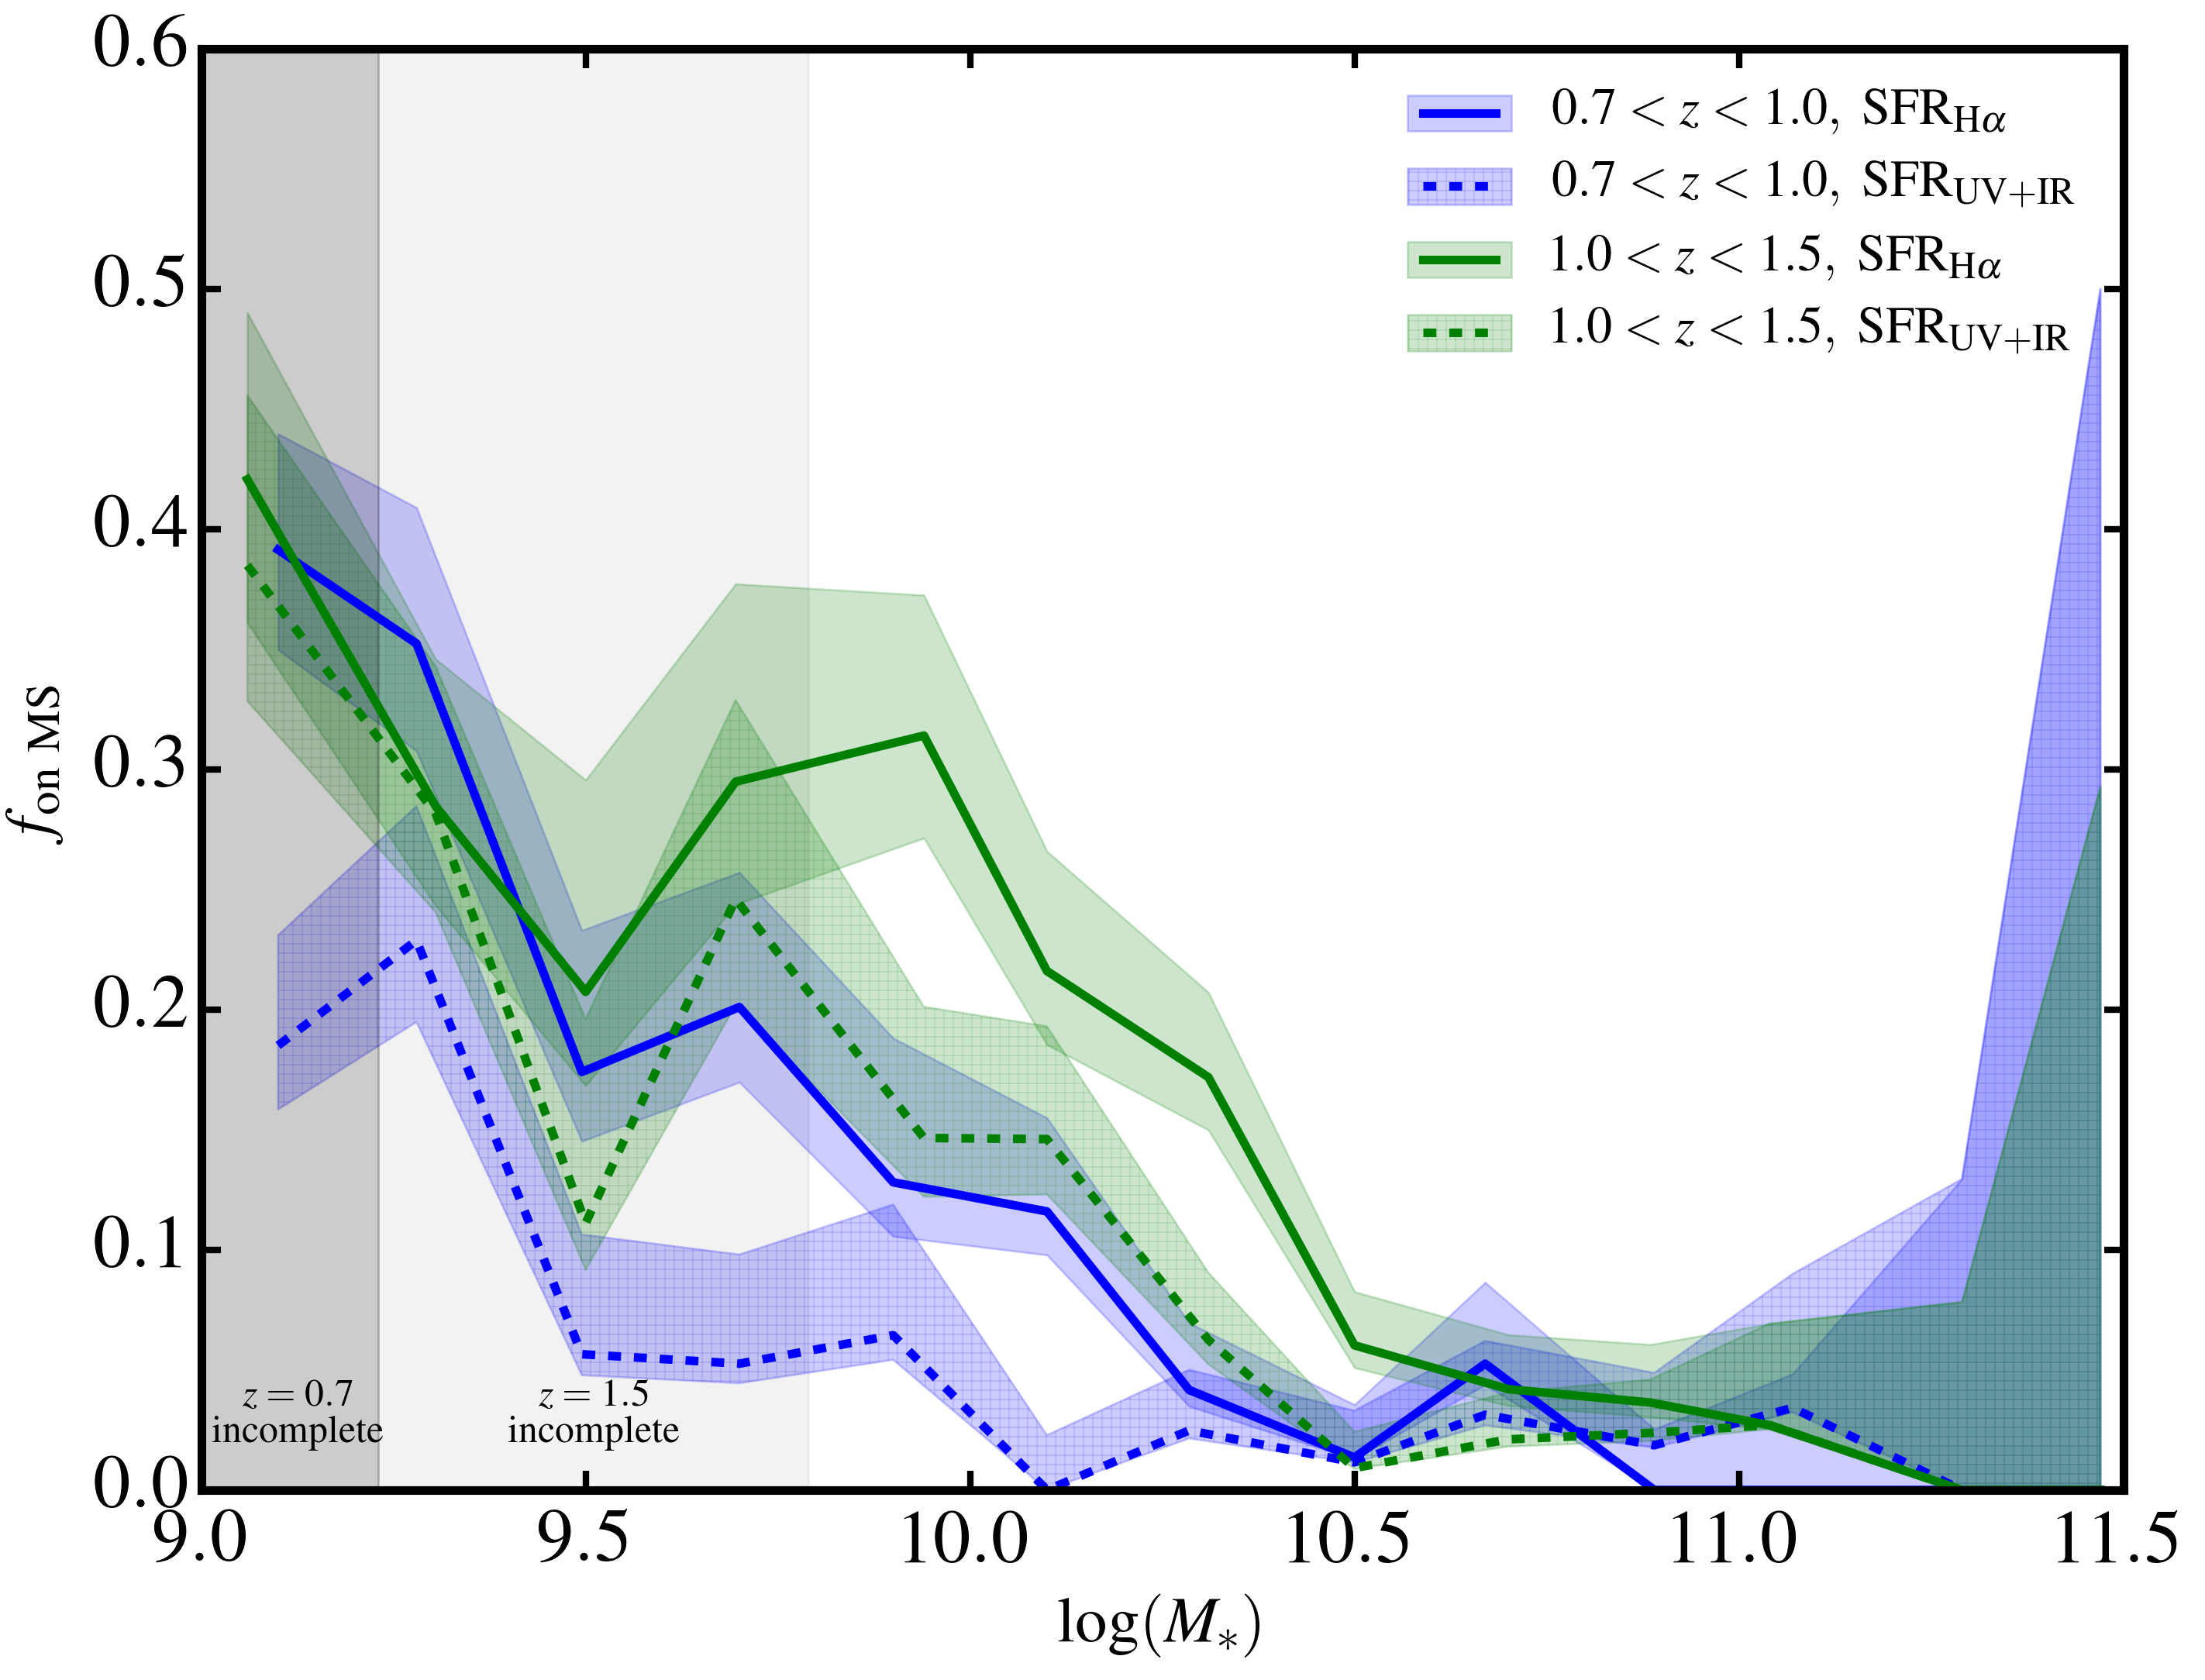 0.6
0.5
0.4
0.3
0.2
0.1
0.0
f_on MS
0.7 < z < 1.0, SFR_Hα
0.7 < z < 1.0, SFR_UV+IR
1.0 < z < 1.5, SFR_Hα
1.0 < z < 1.5, SFR_UV+IR
z = 0.7
incomplete
z = 1.5
incomplete
9.0 9.5 10.0 10.5 11.0 11.5
log(M_*)